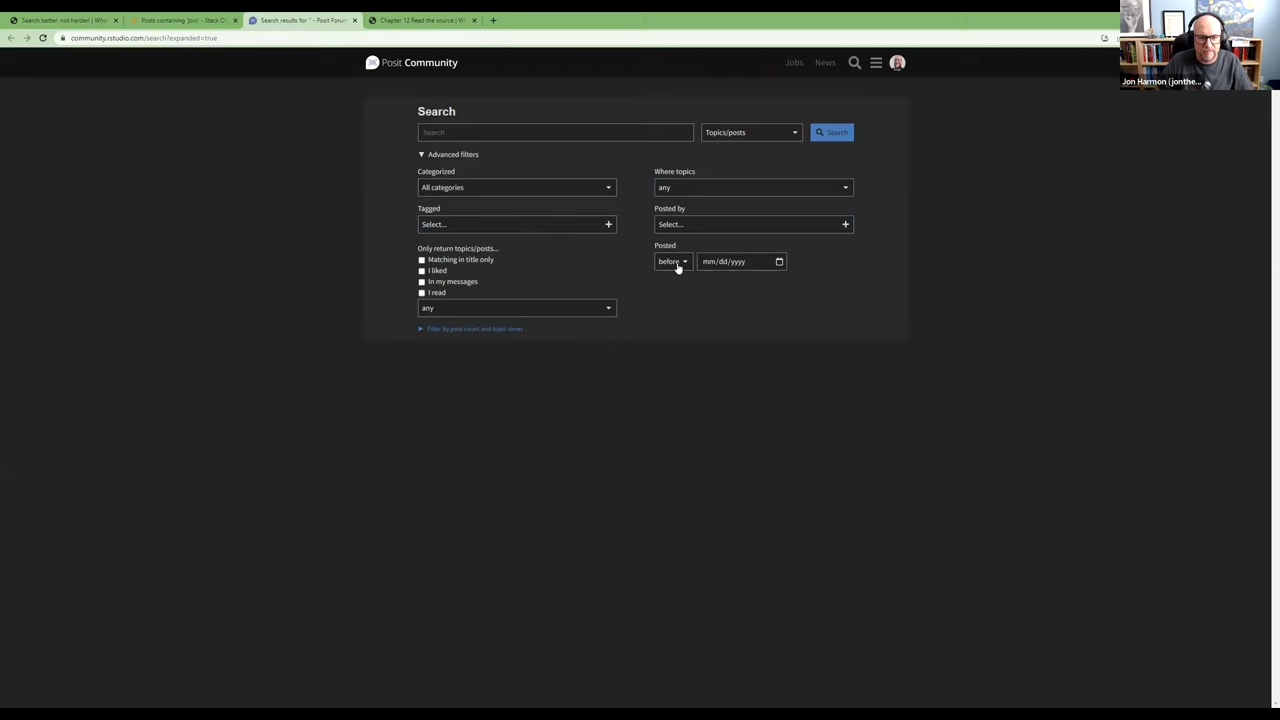 Search better, not harder! | Wha
Posts containing 'join' - Stack O
Search results for '' - Posit Forum
Chapter 12 Read the source | W
community.rstudio.com/search?expanded=true
Jon Harmon (jonthe...
Posit Community
Jobs
News
Search
Search
Topics/posts
Search
Advanced filters
Categorized
Where topics
All categories
any
Tagged
Posted by
Select...
Select...
Only return topics/posts...
Posted
Matching in title only
before
mm/dd/yyyy
I liked
In my messages
I read
any
Filter by post count and topic views